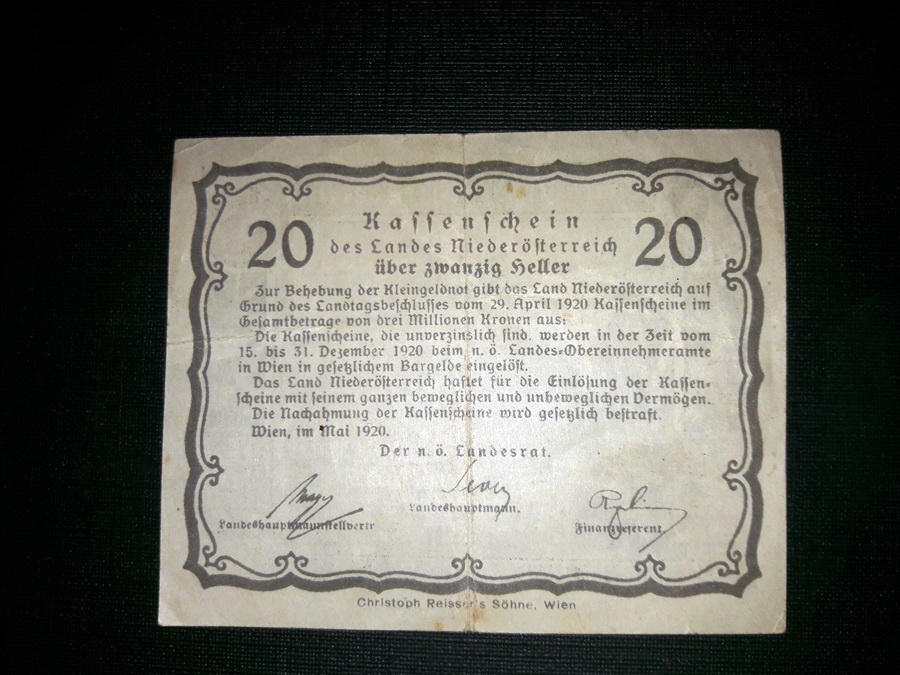 Kassenschein
20 des Landes Niederösterreich 20
über zwanzig Heller
Zur Behebung der Kleingeldnot gibt das Land Niederösterreich auf
Grund des Landtagsbeschlusses vom 29. April 1920 Kassenscheine im
Gesamtbetrage von drei Millionen Kronen aus:
Die Kassenscheine, die unverzinslich sind, werden in der Zeit vom
15. bis 31. Dezember 1920 beim n. ö. Landes-Obereinnehmeramte
in Wien in gesetzlichem Bargelde eingelöst.
Das Land Niederösterreich haftet für die Einlösung der Kassen-
scheine mit seinem ganzen beweglichen und unbeweglichen Vermögen.
Die Nachahmung der Kassenscheine wird gesetzlich bestraft.
Wien, im Mai 1920.
Der n. ö. Landesrat.
Landeshauptmannstellvertr
Landeshauptmann.
Finanzreferent
Christoph Reisser's Söhne, Wien